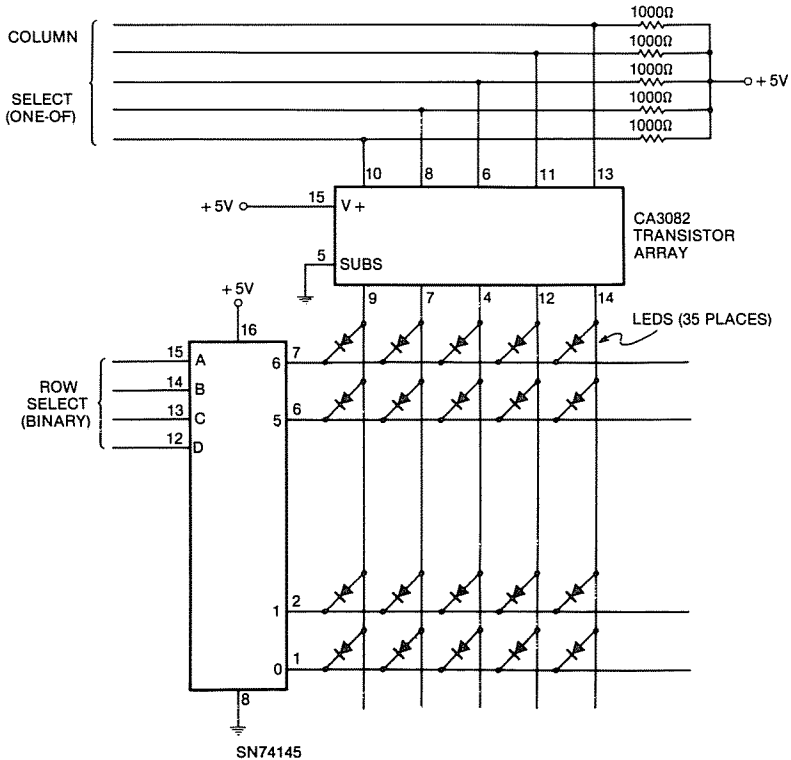 1000Ω
COLUMN
1000Ω
1000Ω
+ 5V
SELECT
(ONE-OF)
1000Ω
1000Ω
10 8 6 11 13
+ 5V 15 V +
CA3082
TRANSISTOR
ARRAY
5 SUBS
9 7 4 12 14
+ 5V
16
LEDS (35 PLACES)
ROW
SELECT
(BINARY)
15 A
14 B
13 C
12 D
6 7
5 6
1 2
0 1
8
SN74145